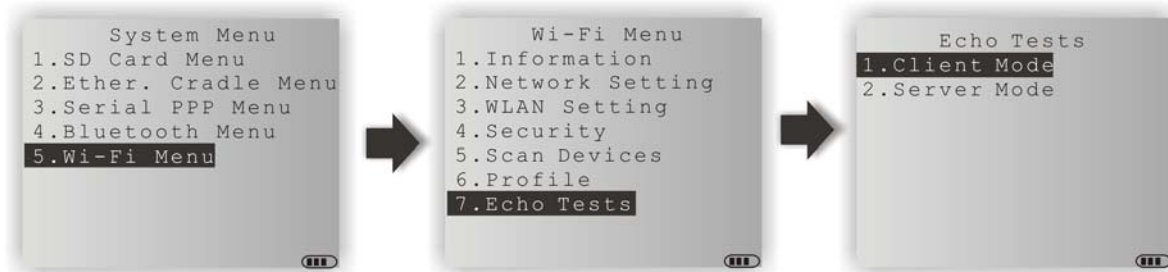 System Menu
1.SD Card Menu
2.Ether. Cradle Menu
3.Serial PPP Menu
4.Bluetooth Menu
5.Wi-Fi Menu
Wi-Fi Menu
1.Information
2.Network Setting
3.WLAN Setting
4.Security
5.Scan Devices
6.Profile
7.Echo Tests
Echo Tests
1.Client Mode
2.Server Mode